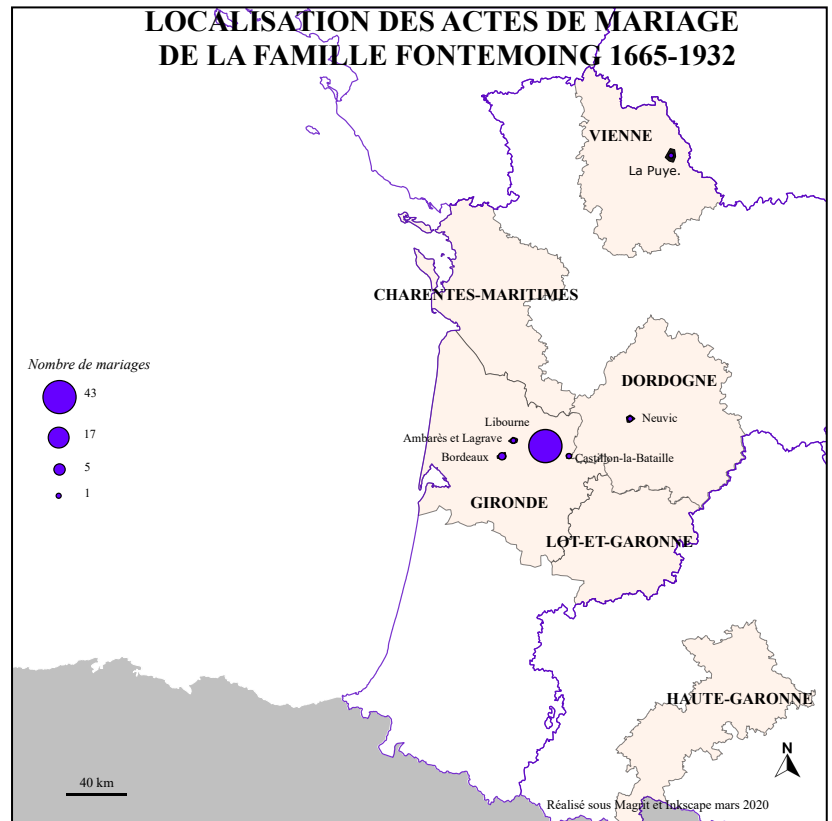 LOCALISATION DES ACTES DE MARIAGE
DE LA FAMILLE FONTEMOING 1665-1932
VIENNE
La Puye.
CHARENTES-MARITIMES
Nombre de mariages
43
17
5
1
DORDOGNE
Neuvic
Libourne
Ambarès et Lagrave
Bordeaux
Castillon-la-Bataille
GIRONDE
LOT-ET-GARONNE
HAUTE-GARONNE
N
40 km
Réalisé sous Magrit et Inkscape mars 2020